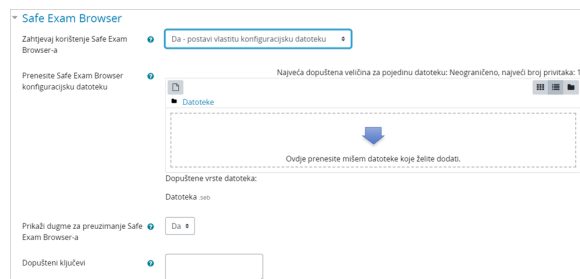 Safe Exam Browser
Zahtjevaj korištenje Safe Exam
Browser-a
Da - postavi vlastitu konfiguracijsku datoteku
Prenesite Safe Exam Browser
konfiguracijsku datoteku
Najveća dopuštena veličina za pojedinu datoteku: Neograničeno, najveći broj privitaka: 1
Datoteke
Ovdje prenesite mišem datoteke koje želite dodati.
Dopuštene vrste datoteka:
Datoteka .seb
Prikaži dugme za preuzimanje Safe
Exam Browser-a
Da
Dopušteni ključevi